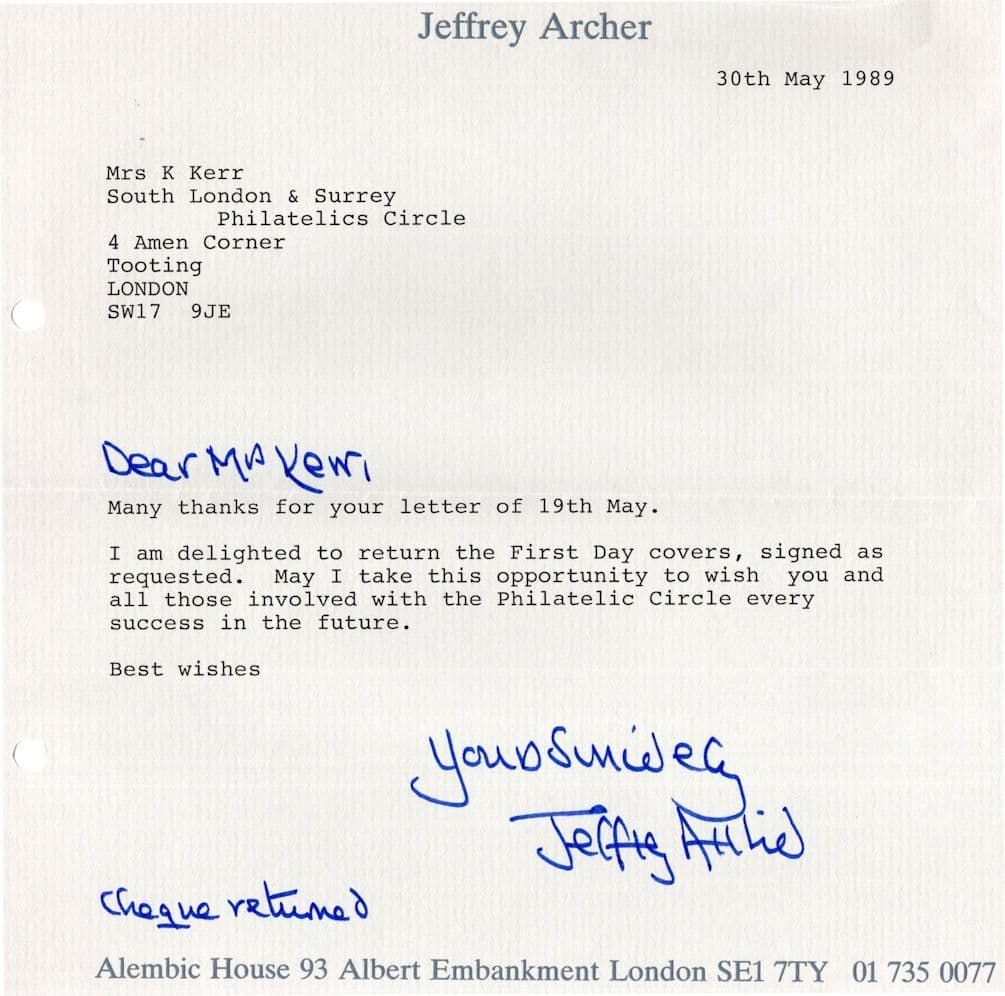 Jeffrey Archer
30th May 1989
Mrs K Kerr
South London & Surrey
Philatelics Circle
4 Amen Corner
Tooting
LONDON
SW17 9JE
Dear Mrs Kerr,
Many thanks for your letter of 19th May.
I am delighted to return the First Day covers, signed as
requested. May I take this opportunity to wish you and
all those involved with the Philatelic Circle every
success in the future.
Best wishes
Yours Sincerely
Jeffrey Archer
Cheque returned
Alembic House 93 Albert Embankment London SE1 7TY 01 735 0077